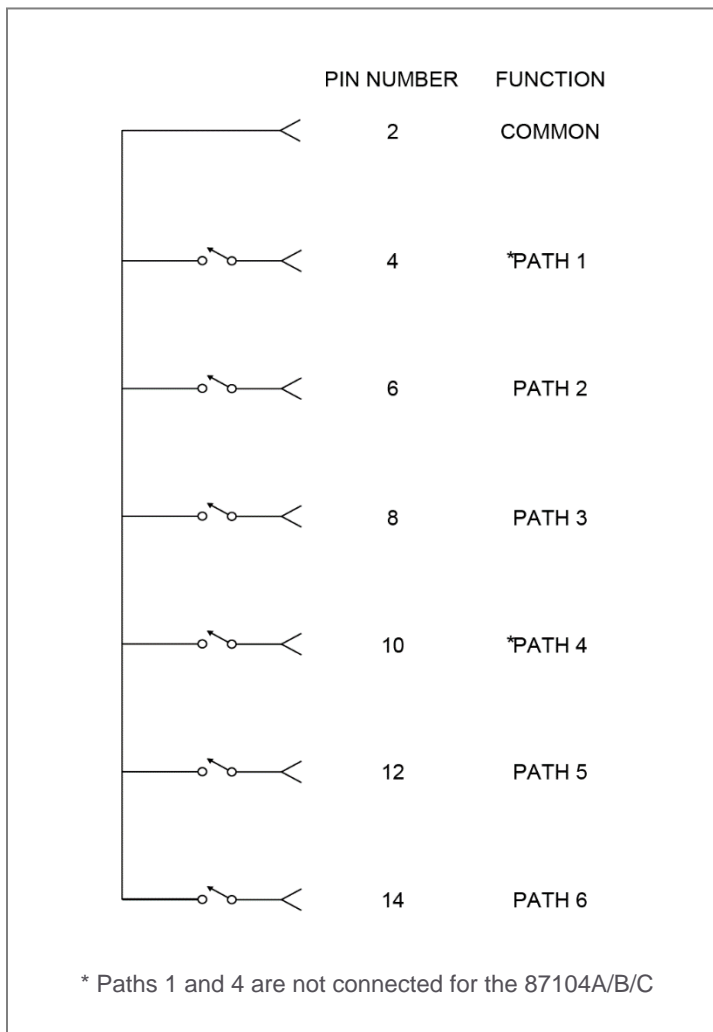 PIN NUMBER FUNCTION
2 COMMON
4 *PATH 1
6 PATH 2
8 PATH 3
10 *PATH 4
12 PATH 5
14 PATH 6
* Paths 1 and 4 are not connected for the 87104A/B/C